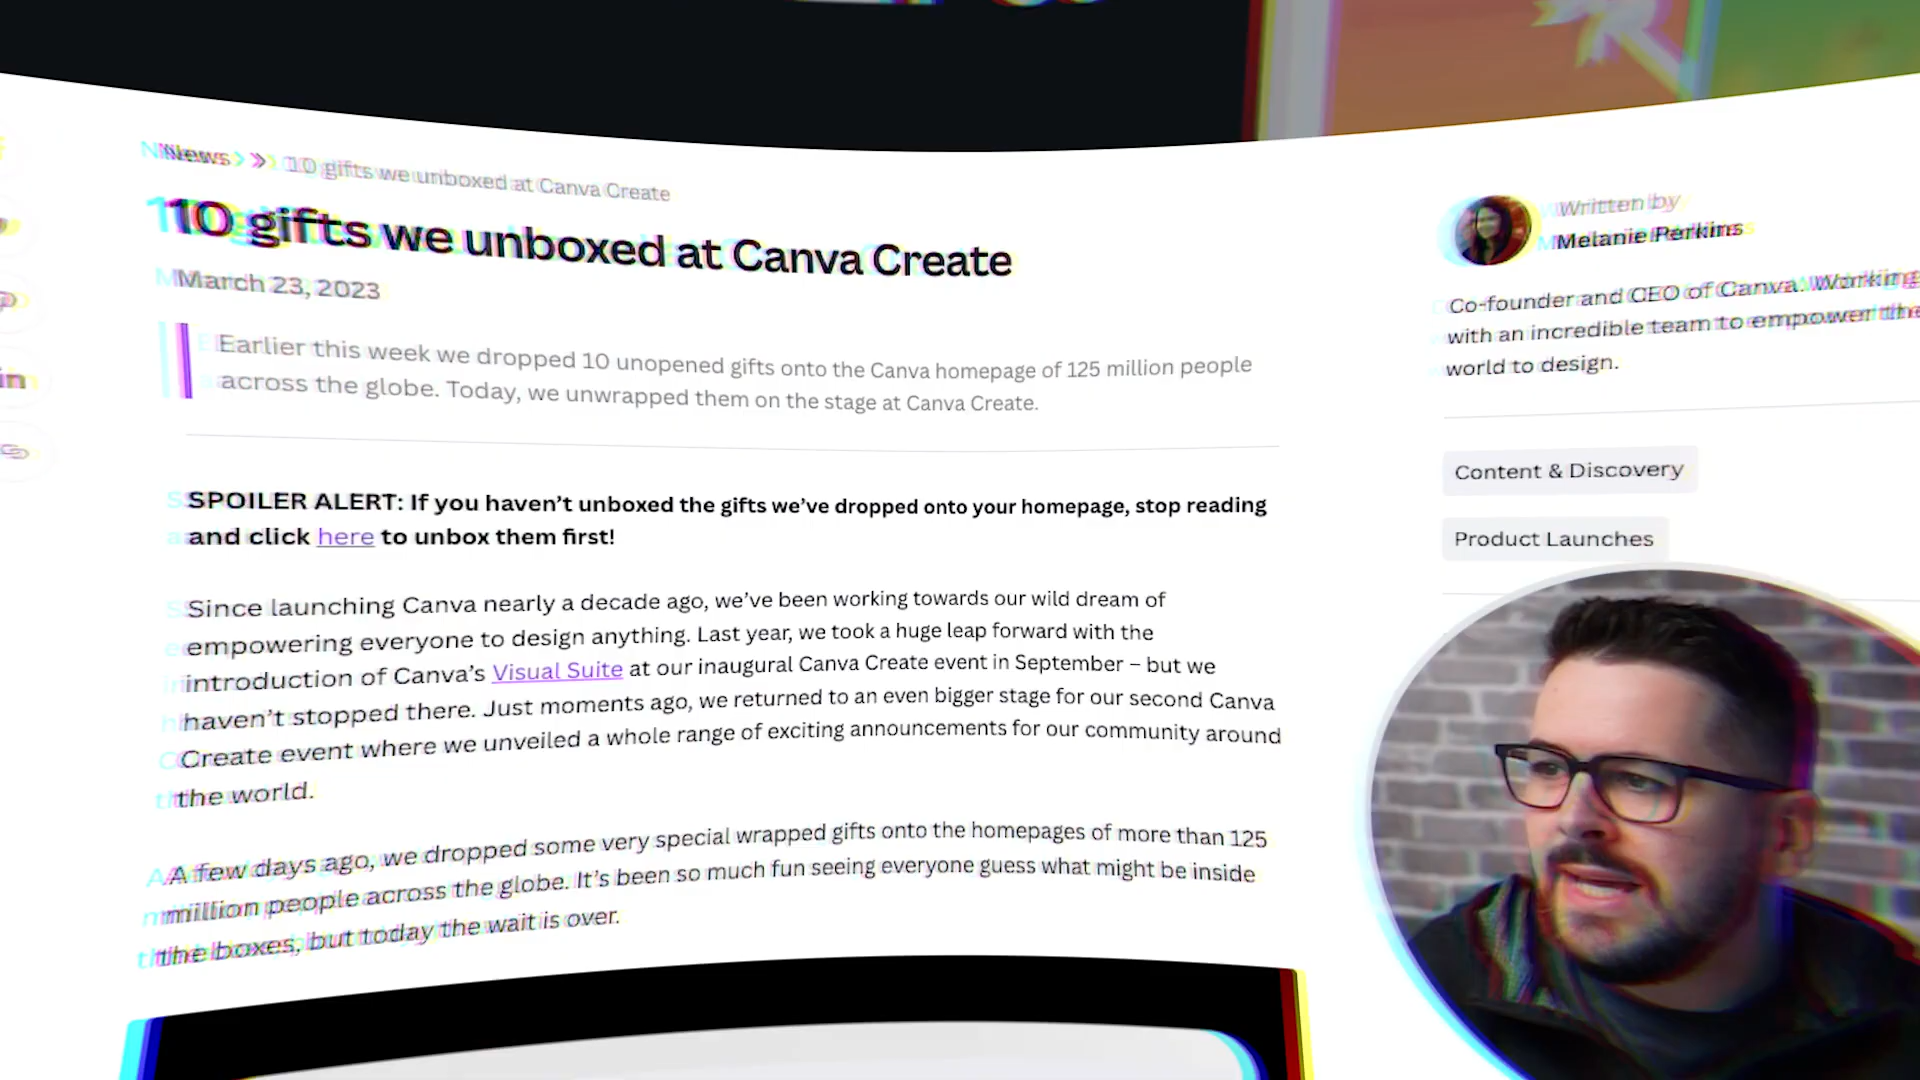 News > 10 gifts we unboxed at Canva Create
10 gifts we unboxed at Canva Create
March 23, 2023
Earlier this week we dropped 10 unopened gifts onto the Canva homepage of 125 million people
across the globe. Today, we unwrapped them on the stage at Canva Create.
SPOILER ALERT: If you haven’t unboxed the gifts we’ve dropped onto your homepage, stop reading
and click here to unbox them first!
Since launching Canva nearly a decade ago, we’ve been working towards our wild dream of
empowering everyone to design anything. Last year, we took a huge leap forward with the
introduction of Canva’s Visual Suite at our inaugural Canva Create event in September – but we
haven’t stopped there. Just moments ago, we returned to an even bigger stage for our second Canva
Create event where we unveiled a whole range of exciting announcements for our community around
the world.
A few days ago, we dropped some very special wrapped gifts onto the homepages of more than 125
million people across the globe. It’s been so much fun seeing everyone guess what might be inside
the boxes, but today the wait is over.
Written by
Melanie Perkins
Co-founder and CEO of Canva. Working
with an incredible team to empower the
world to design.
Content & Discovery
Product Launches
in